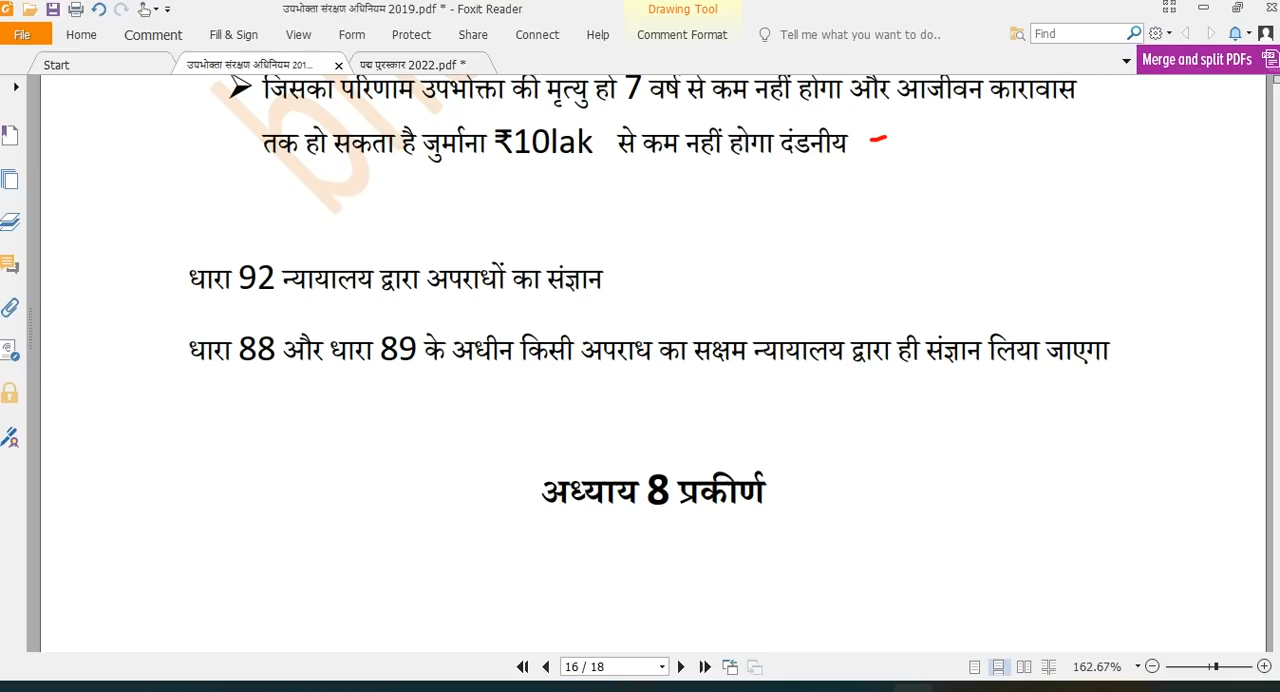 उपभोक्ता संरक्षण अधिनियम 2019.pdf * - Foxit Reader
Drawing Tool
File Home Comment Fill & Sign View Form Protect Share Connect Help Comment Format Tell me what you want to do.. Find
Start उपभोक्ता संरक्षण अधिनियम 201... पद्म पुरस्कार 2022.pdf * Merge and split PDFs
जिसका परिणाम उपभोक्ता की मृत्यु हो 7 वर्ष से कम नहीं होगा और आजीवन कारावास
तक हो सकता है जुर्माना ₹10lak से कम नहीं होगा दंडनीय
धारा 92 न्यायालय द्वारा अपराधों का संज्ञान
धारा 88 और धारा 89 के अधीन किसी अपराध का सक्षम न्यायालय द्वारा ही संज्ञान लिया जाएगा
अध्याय 8 प्रकीर्ण
16 / 18 162.67%